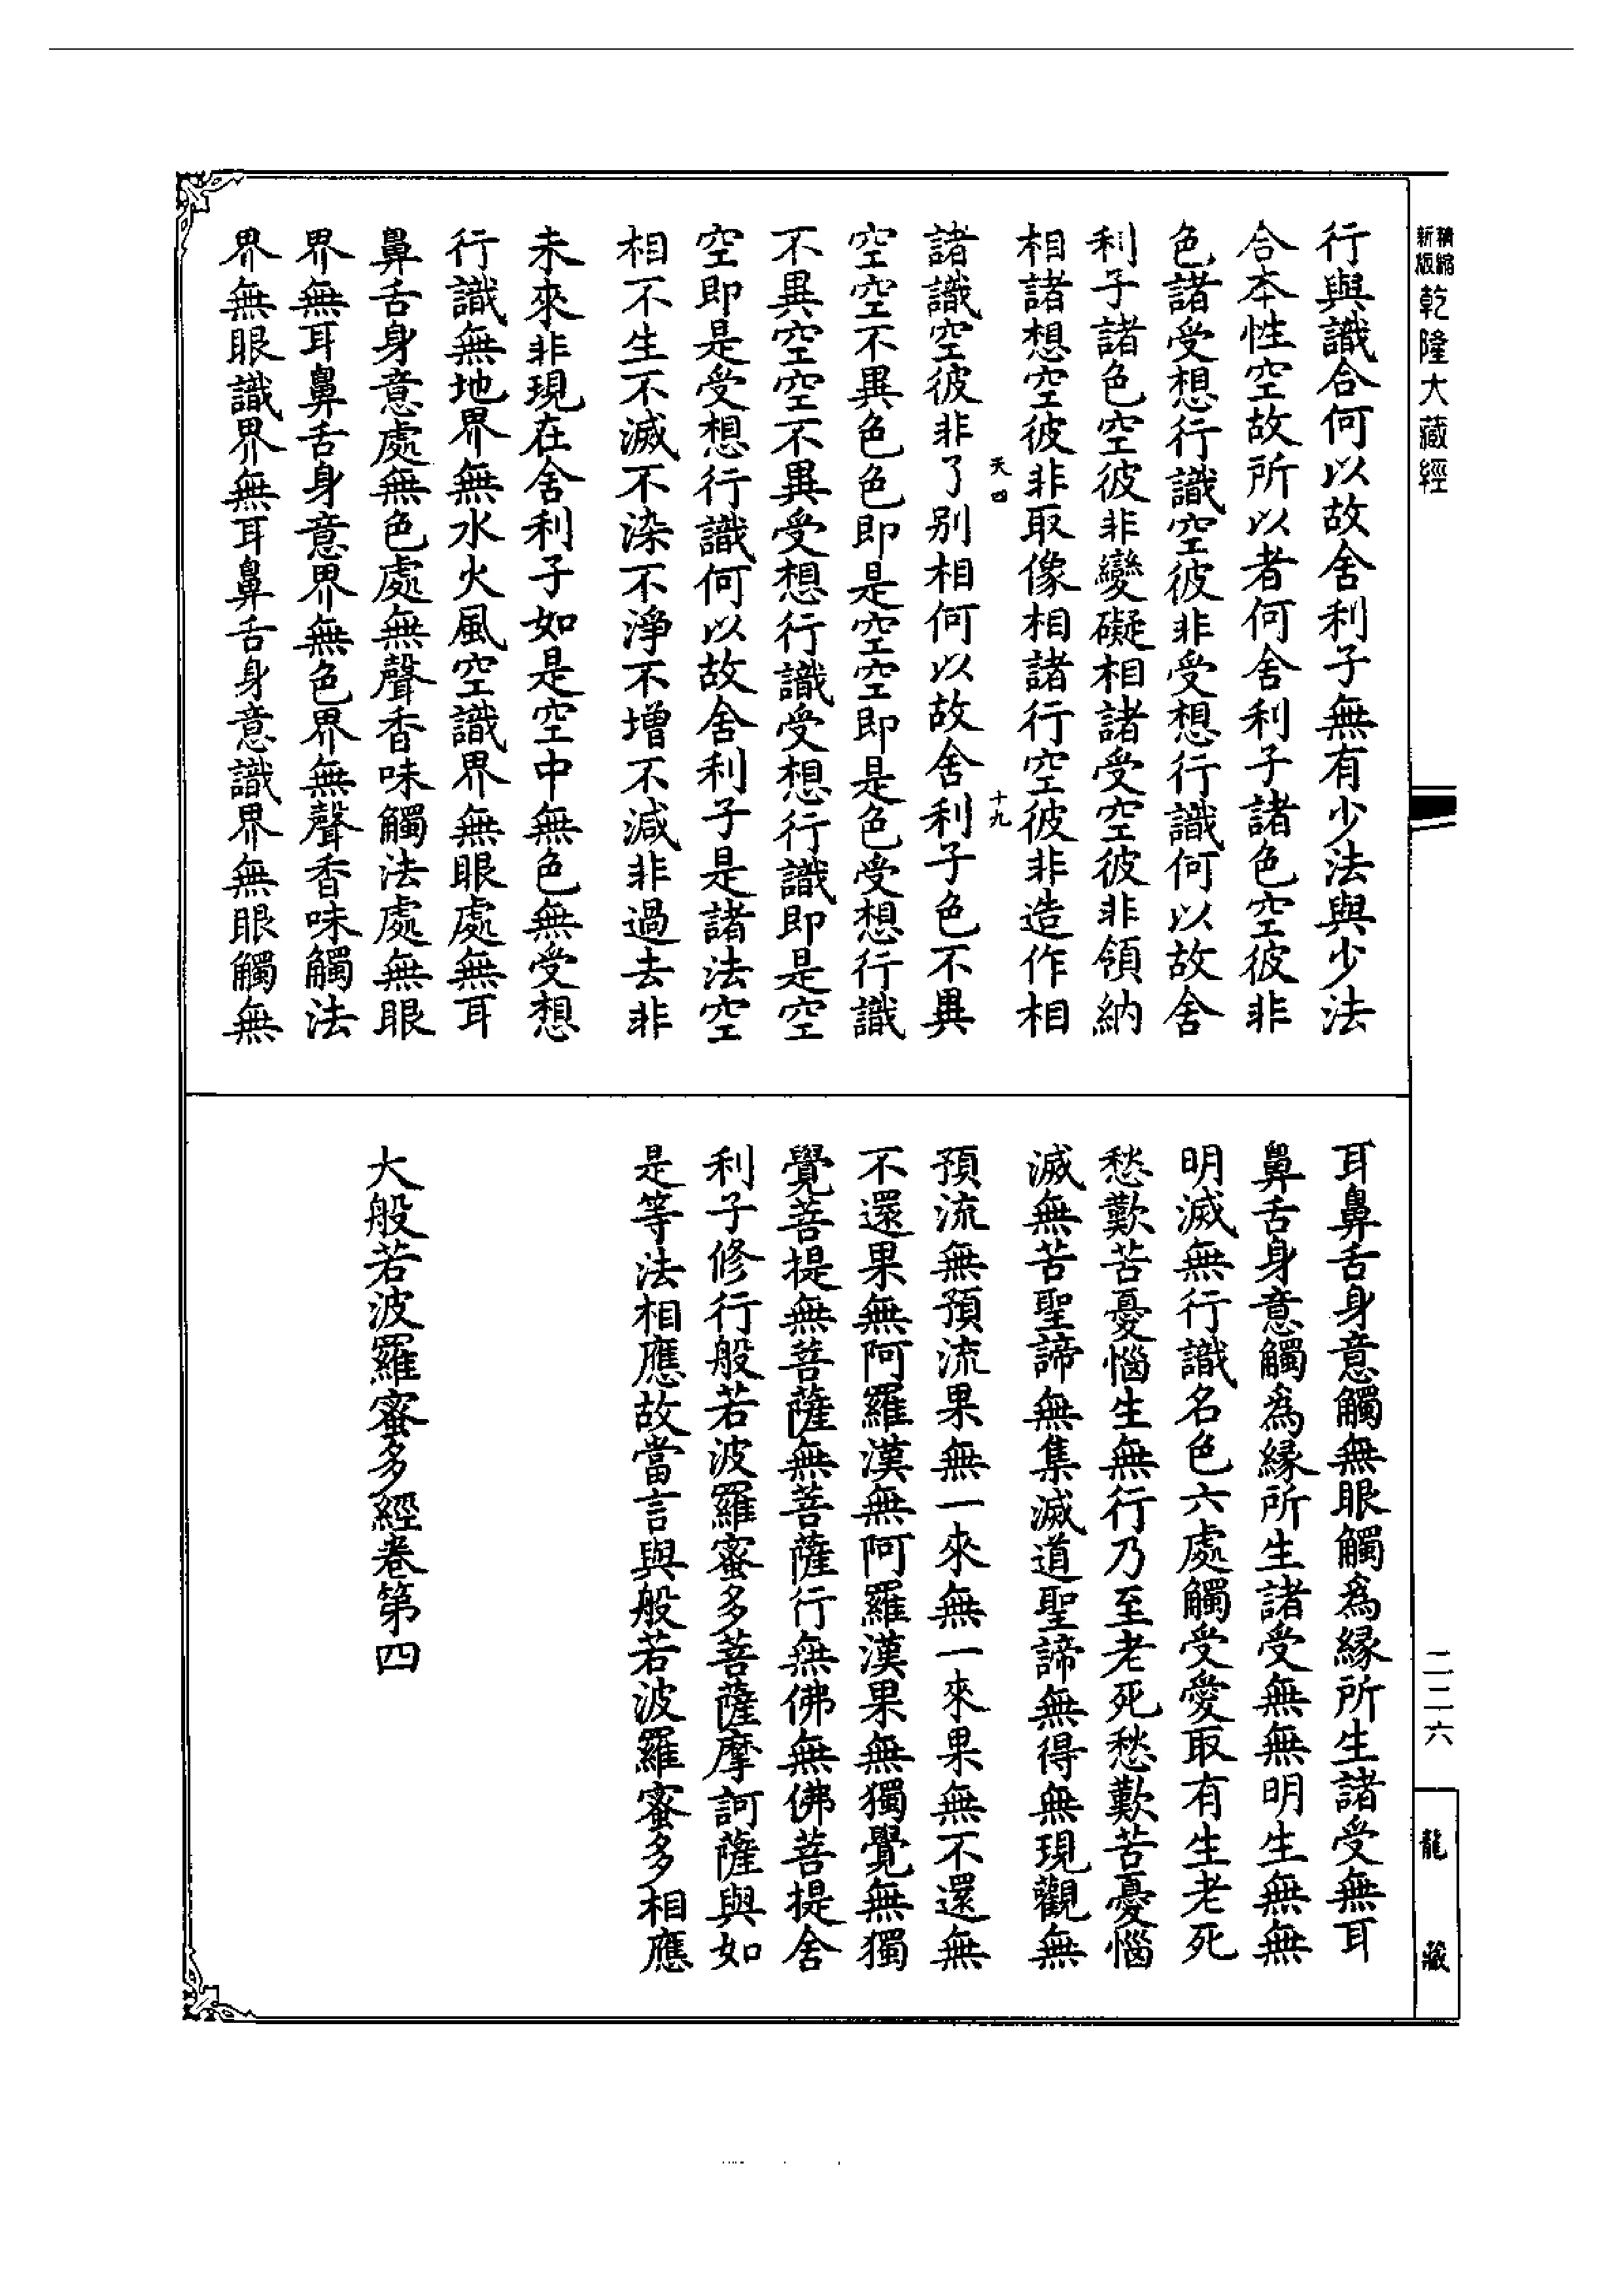 精縮新版乾隆大藏經
行與識合何以故舍利子無有少法與少法
合本性空故所以者何舍利子諸色空彼非
色諸受想行識空彼非受想行識何以故舍
利子諸色空彼非變礙相諸受空彼非領納
相諸想空彼非取像相諸行空彼非造作相
天四
十九
諸識空彼非了別相何以故舍利子色不異
空空不異色色即是空空即是色受想行識
不異空空不異受想行識受想行識即是空
空即是受想行識何以故舍利子是諸法空
相不生不滅不染不淨不增不減非過去非
未來非現在舍利子如是空中無色無受想
行識無地界無水火風空識界無眼處無耳
鼻舌身意處無色處無聲香味觸法處無眼
界無耳鼻舌身意界無色界無聲香味觸法
界無眼識界無耳鼻舌身意識界無眼觸無
耳鼻舌身意觸無眼觸為緣所生諸受無耳
鼻舌身意觸為緣所生諸受無無明生無無
明滅無行識名色六處觸受愛取有生老死
愁歎苦憂惱生無行乃至老死愁歎苦憂惱
滅無苦聖諦無集滅道聖諦無得無現觀無
預流無預流果無一來無一來果無不還無
不還果無阿羅漢無阿羅漢果無獨覺無獨
覺菩提無菩薩無菩薩行無佛無佛菩提舍
利子修行般若波羅蜜多菩薩摩訶薩與如
是等法相應故當言與般若波羅蜜多相應
大般若波羅蜜多經卷第四
二二六
龍藏